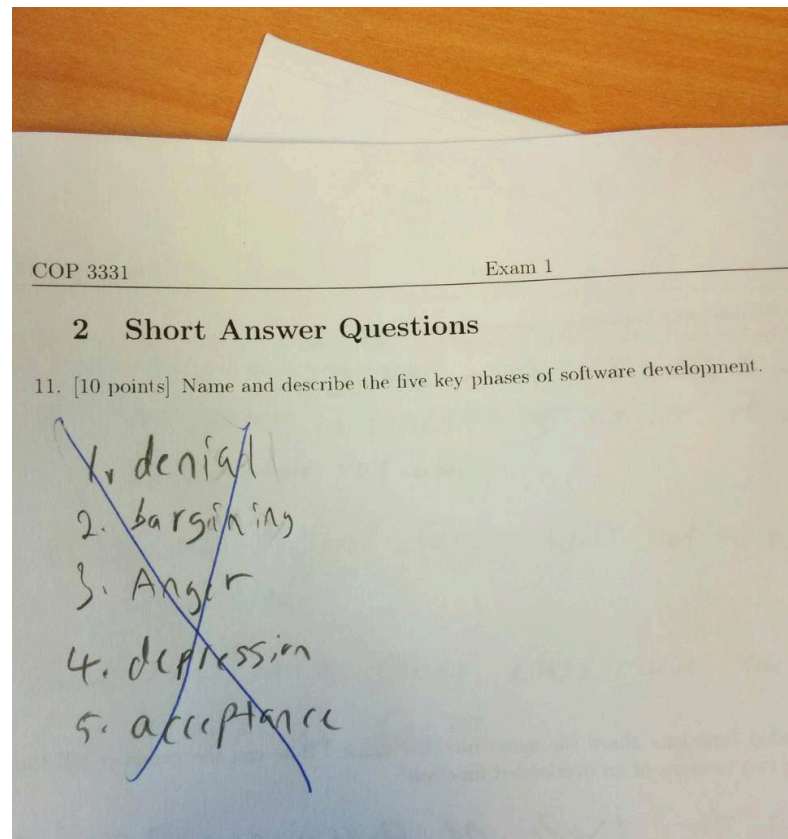 COP 3331 Exam 1
2 Short Answer Questions
11. [10 points] Name and describe the five key phases of software development.
1. denial
2. bargining
3. Anger
4. depression
5. acceptance